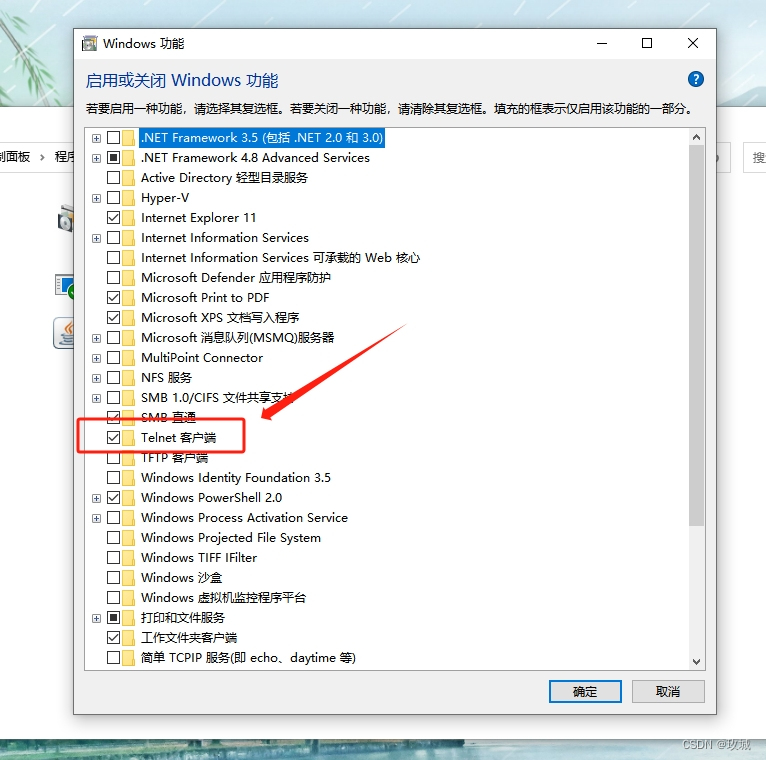 Windows 功能
启用或关闭 Windows 功能
若要启用一种功能，请选择其复选框。若要关闭一种功能，请清除其复选框。填充的框表示仅启用该功能的一部分。
制面板 › 程序
搜
.NET Framework 3.5 (包括 .NET 2.0 和 3.0)
.NET Framework 4.8 Advanced Services
Active Directory 轻型目录服务
Hyper-V
Internet Explorer 11
Internet Information Services
Internet Information Services 可承载的 Web 核心
Microsoft Defender 应用程序防护
Microsoft Print to PDF
Microsoft XPS 文档写入程序
Microsoft 消息队列(MSMQ)服务器
MultiPoint Connector
NFS 服务
SMB 1.0/CIFS 文件共享支持
SMB 直通
Telnet 客户端
TFTP 客户端
Windows Identity Foundation 3.5
Windows PowerShell 2.0
Windows Process Activation Service
Windows Projected File System
Windows TIFF IFilter
Windows 沙盒
Windows 虚拟机监控程序平台
打印和文件服务
工作文件夹客户端
简单 TCPIP 服务(即 echo、daytime 等)
确定
取消
CSDN @攻城